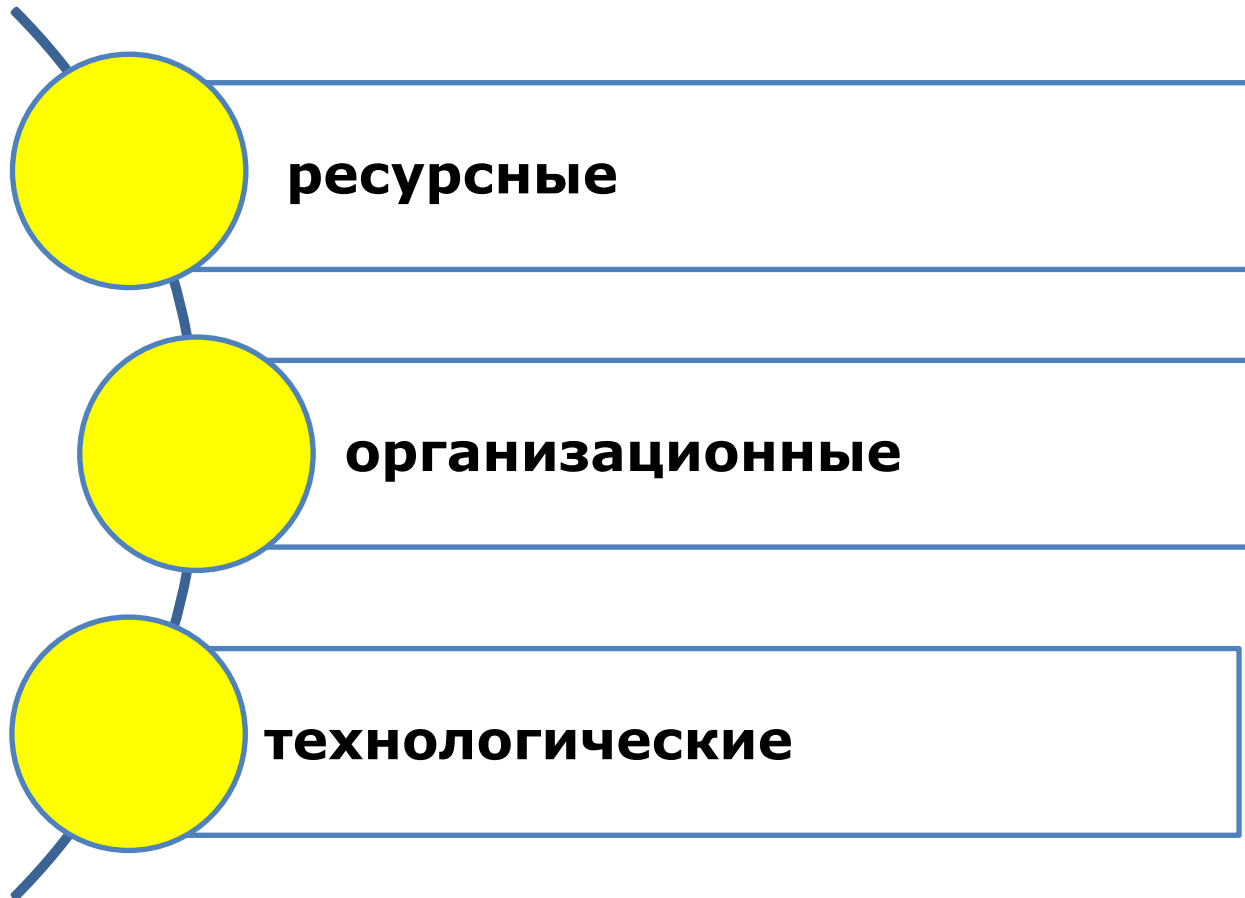 ресурсные
организационные
технологические